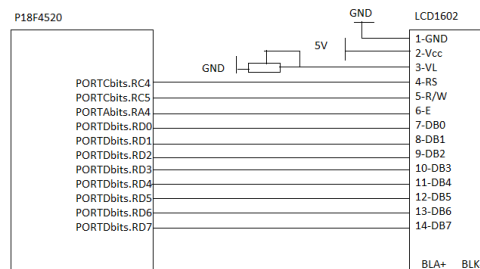 P18F4520
GND
LCD1602
1-GND
5V
2-Vcc
GND
3-VL
PORTCbits.RC4
4-RS
PORTCbits.RC5
5-R/W
PORTAbits.RA4
6-E
PORTDbits.RD0
7-DB0
PORTDbits.RD1
8-DB1
PORTDbits.RD2
9-DB2
PORTDbits.RD3
10-DB3
PORTDbits.RD4
11-DB4
PORTDbits.RD5
12-DB5
PORTDbits.RD6
13-DB6
PORTDbits.RD7
14-DB7
BLA+ BLK